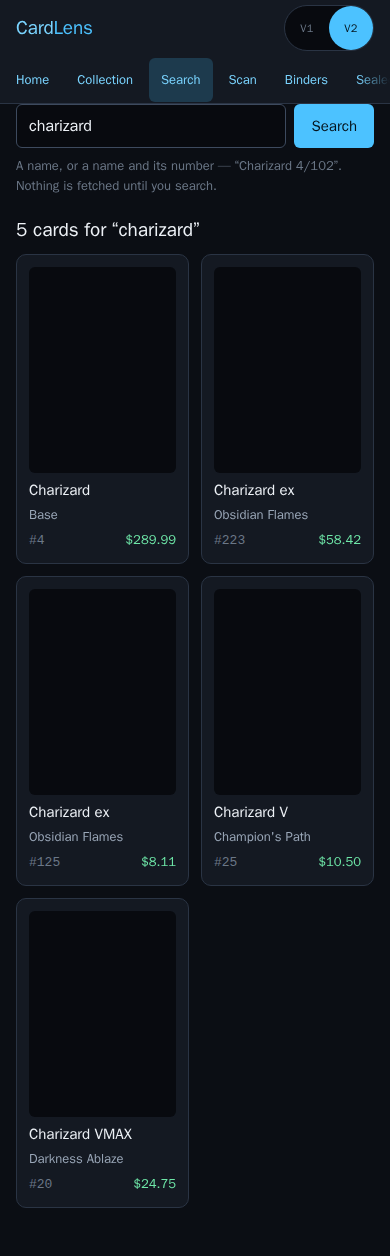 CardLens
V1 V2
Home Collection Search Scan Binders
charizard Search
A name, or a name and its number — “Charizard 4/102”.
Nothing is fetched until you search.
5 cards for “charizard”
Charizard
Base
#4 $289.99
Charizard ex
Obsidian Flames
#223 $58.42
Charizard ex
Obsidian Flames
#125 $8.11
Charizard V
Champion's Path
#25 $10.50
Charizard VMAX
Darkness Ablaze
#20 $24.75